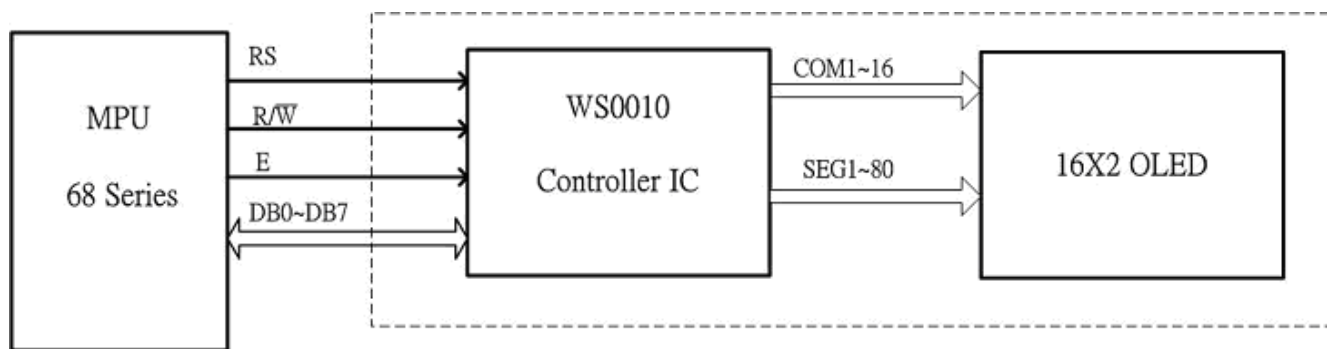 MPU
68 Series
RS
R/W̅
E
DB0~DB7
WS0010
Controller IC
COM1~16
SEG1~80
16X2 OLED